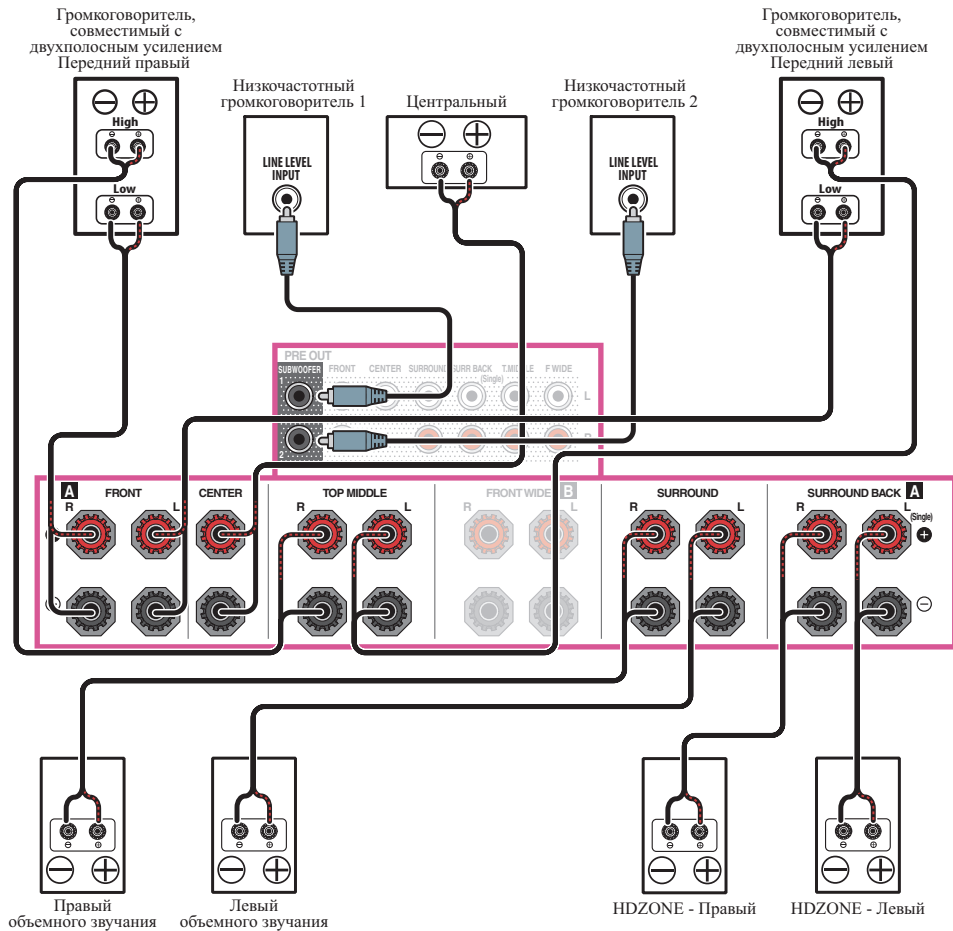 Громкоговоритель,
совместимый с
двухполосным усилением
Передний правый
Громкоговоритель,
совместимый с
двухполосным усилением
Передний левый
Низкочастотный
громкоговоритель 1
Центральный
Низкочастотный
громкоговоритель 2
High
Low
LINE LEVEL
INPUT
LINE LEVEL
INPUT
High
Low
PRE OUT
SUBWOOFER FRONT CENTER SURROUND SURR BACK T.MIDDLE F WIDE
(Single)
1
L
2
R
A FRONT CENTER TOP MIDDLE FRONT WIDE B SURROUND SURROUND BACK A
R L R L R L R L R L
(Single)
Правый
объемного звучания
Левый
объемного звучания
HDZONE - Правый
HDZONE - Левый